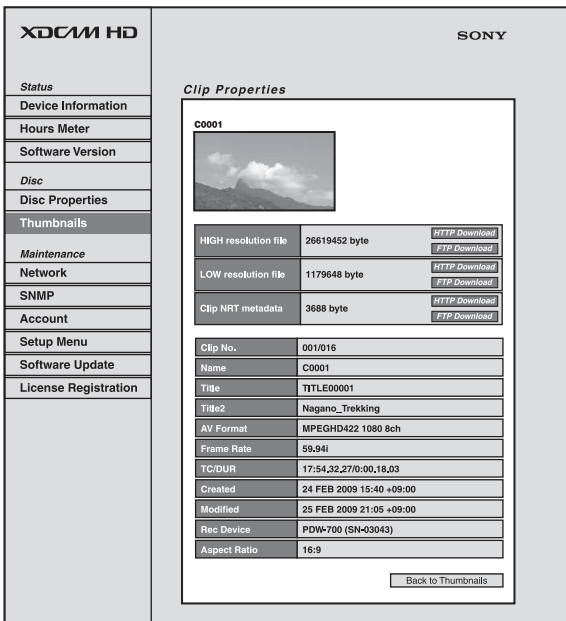 XDCAM HD
SONY
Status
Device Information
Hours Meter
Software Version
Disc
Disc Properties
Thumbnails
Maintenance
Network
SNMP
Account
Setup Menu
Software Update
License Registration
Clip Properties
C0001
HIGH resolution file 26619452 byte HTTP Download
FTP Download
LOW resolution file 1179648 byte HTTP Download
FTP Download
Clip NRT metadata 3688 byte HTTP Download
FTP Download
Clip No. 001/016
Name C0001
Title TITLE00001
Title2 Nagano_Trekking
AV Format MPEGHD422 1080 8ch
Frame Rate 59.94i
TC/DUR 17:54.32.27/0:00.18.03
Created 24 FEB 2009 15:40 +09:00
Modified 25 FEB 2009 21:05 +09:00
Rec Device PDW-700 (SN-03043)
Aspect Ratio 16:9
Back to Thumbnails